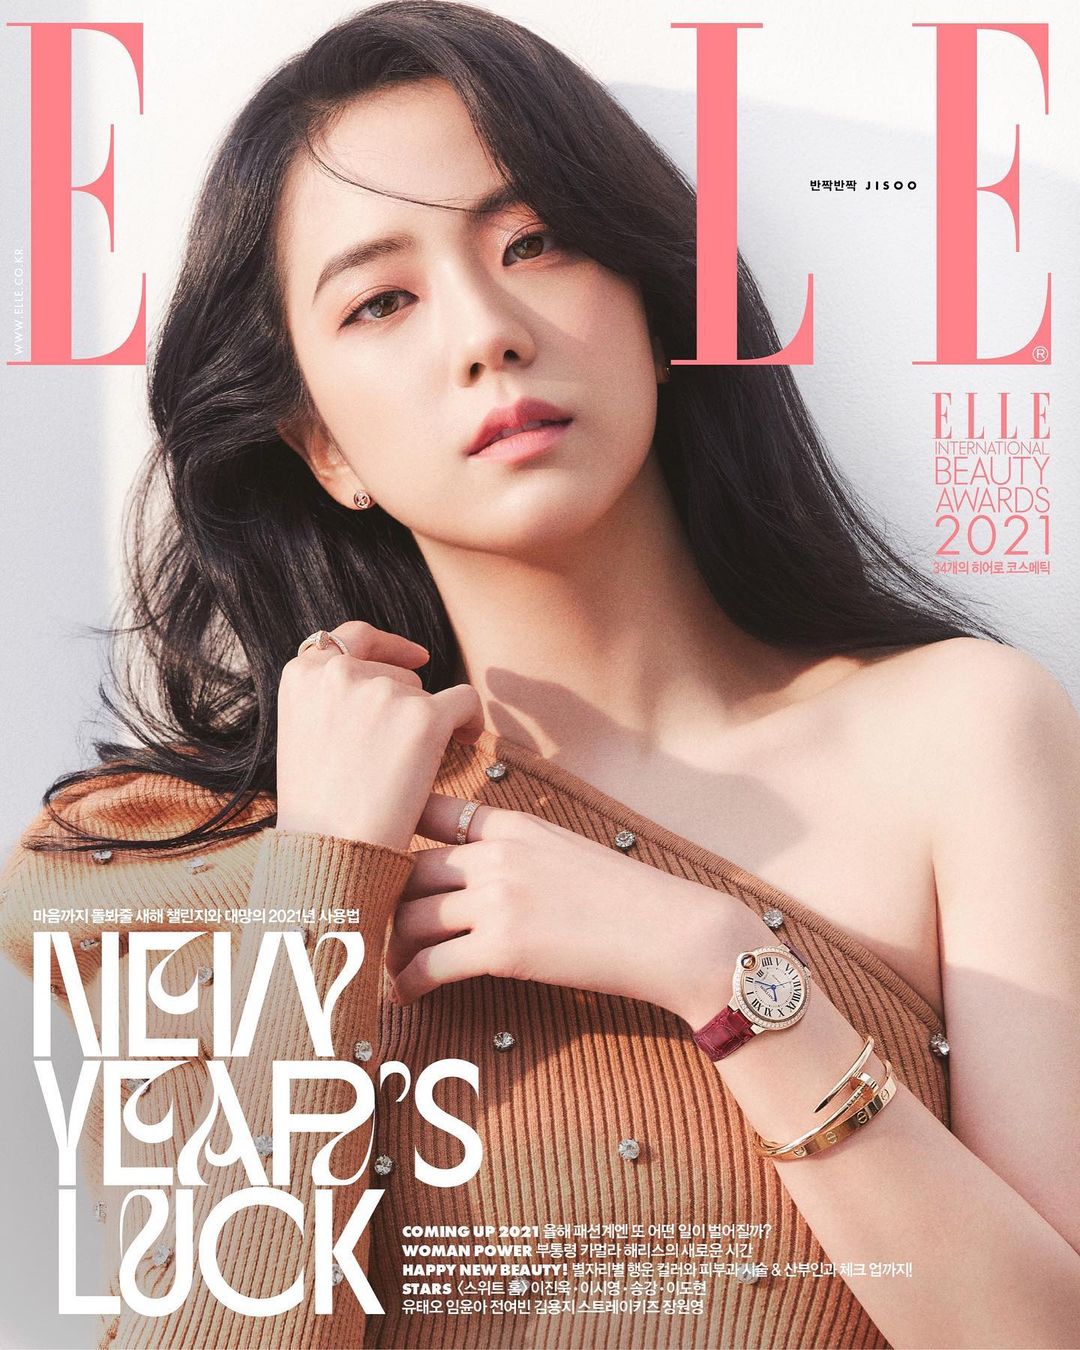 ELLE
WWW.ELLE.CO.KR
반짝반짝 JISOO
®
ELLE
INTERNATIONAL
BEAUTY
AWARDS
2021
34개의 히어로 코스메틱
마음까지 돌봐줄 새해 챌린지와 대망의 2021년 사용법
NEW
YEAR'S
LUCK
COMING UP 2021 올해 패션계엔 또 어떤 일이 벌어질까?
WOMAN POWER 부통령 카멀라 해리스의 새로운 시간
HAPPY NEW BEAUTY! 별자리별 행운 컬러와 피부과 시술 & 산부인과 체크 업까지!
STARS 〈스위트 홈〉 이진욱·이시영·송강·이도현
유태오 임윤아 전여빈 김용지 스트레이키즈 장원영